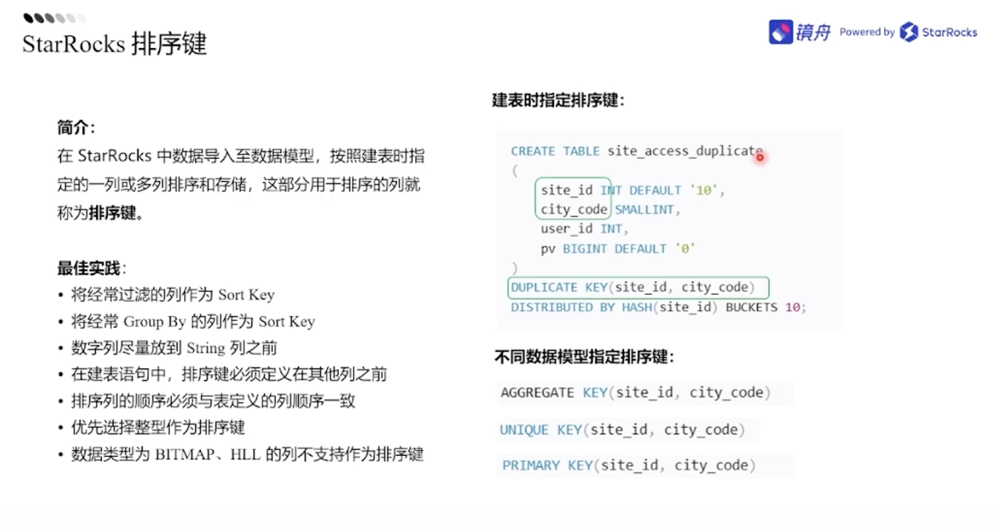 StarRocks 排序键
镜舟 Powered by StarRocks
简介：
在 StarRocks 中数据导入至数据模型，按照建表时指
定的一列或多列排序和存储，这部分用于排序的列就
称为排序键。
最佳实践：
• 将经常过滤的列作为 Sort Key
• 将经常 Group By 的列作为 Sort Key
• 数字列尽量放到 String 列之前
• 在建表语句中，排序键必须定义在其他列之前
• 排序列的顺序必须与表定义的列顺序一致
• 优先选择整型作为排序键
• 数据类型为 BITMAP、HLL 的列不支持作为排序键
建表时指定排序键：
CREATE TABLE site_access_duplicate
(
site_id INT DEFAULT '10',
city_code SMALLINT,
user_id INT,
pv BIGINT DEFAULT '0'
)
DUPLICATE KEY(site_id, city_code)
DISTRIBUTED BY HASH(site_id) BUCKETS 10;
不同数据模型指定排序键：
AGGREGATE KEY(site_id, city_code)
UNIQUE KEY(site_id, city_code)
PRIMARY KEY(site_id, city_code)